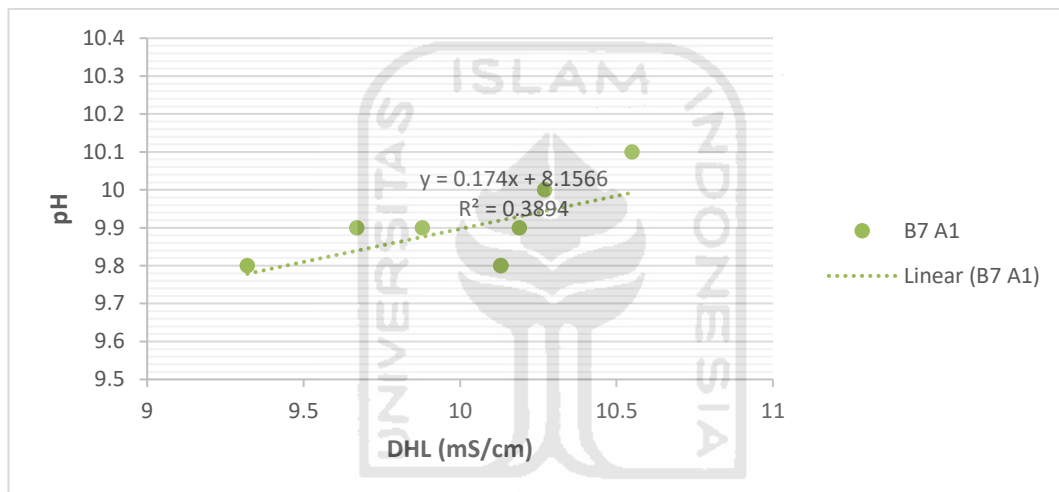 10.4
10.3
10.2
10.1
10
9.9
9.8
9.7
9.6
9.5
pH
9
9.5
10
10.5
11
DHL (mS/cm)
y = 0.174x + 8.1566
R² = 0.3894
B7 A1
Linear (B7 A1)
UNIVERSITAS
ISLAM
INDONESIA